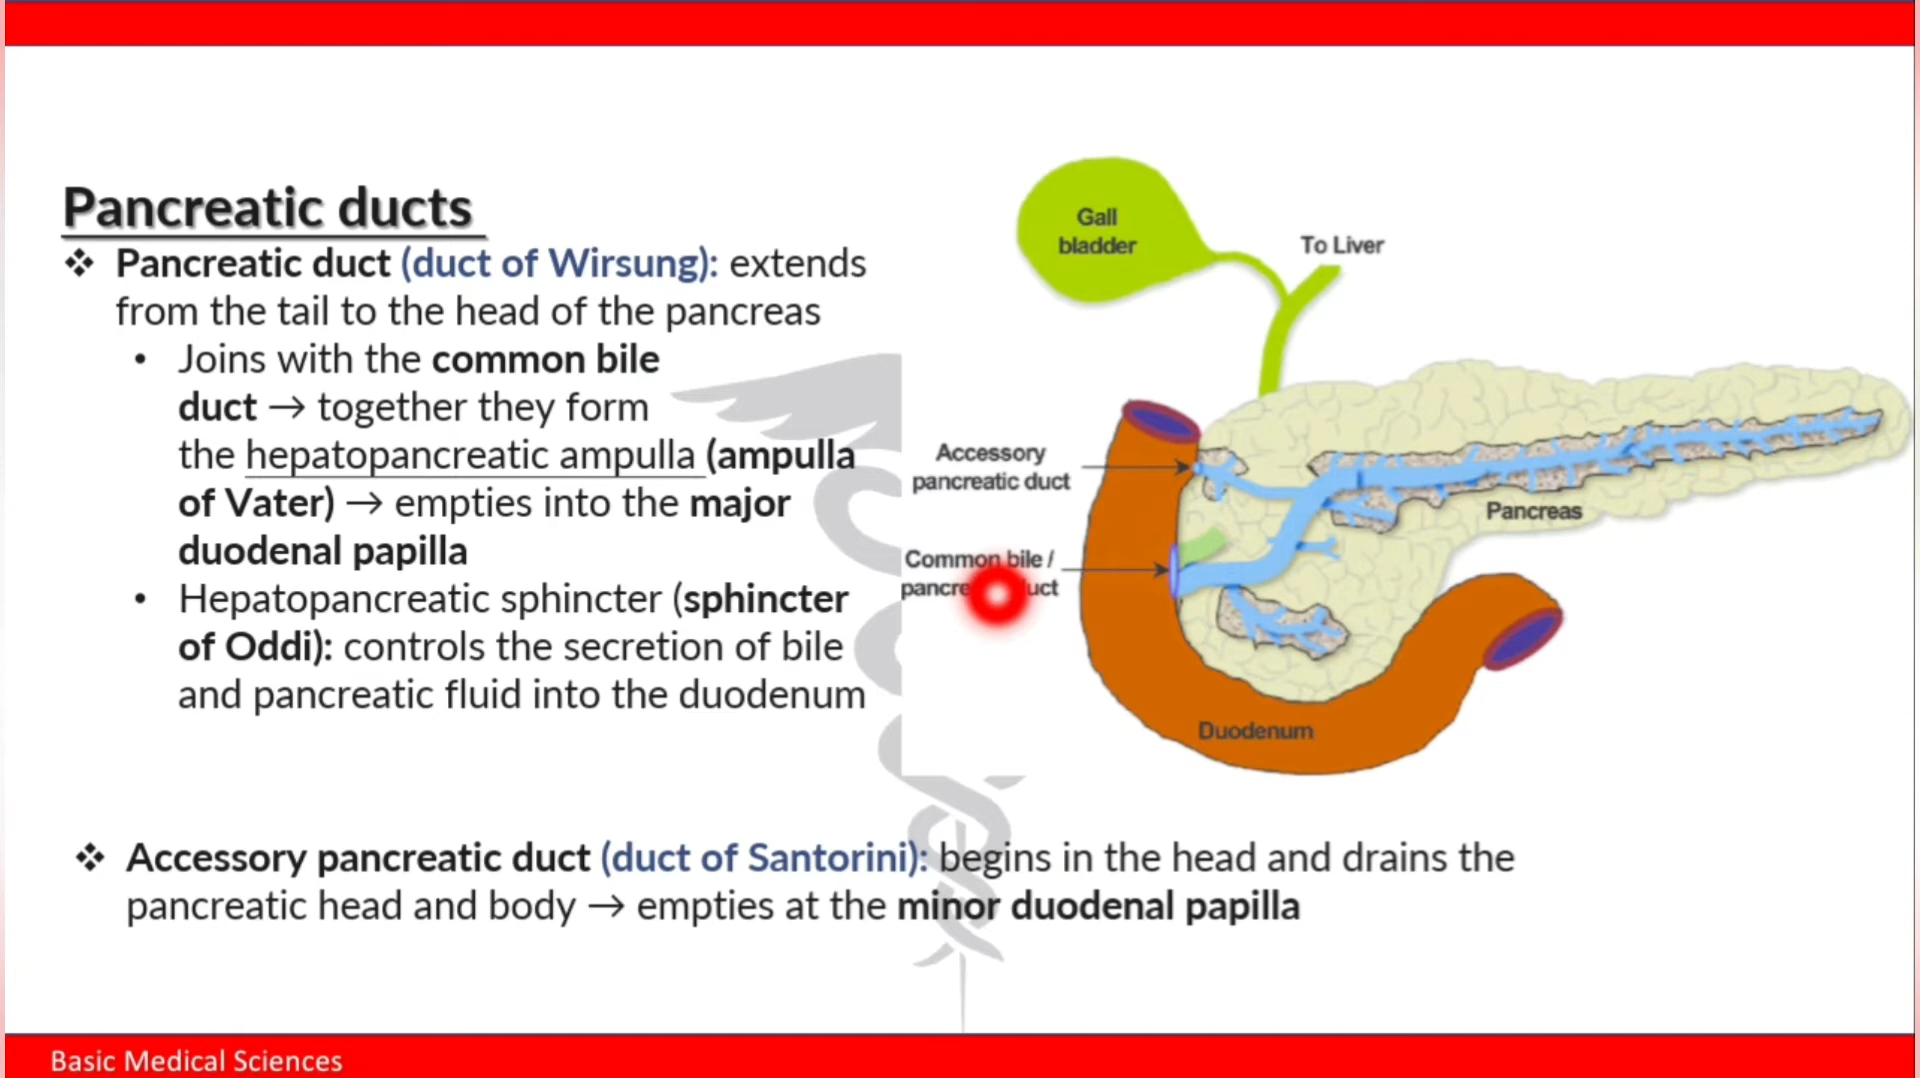 Pancreatic ducts
❖ Pancreatic duct (duct of Wirsung): extends
from the tail to the head of the pancreas
• Joins with the common bile
duct → together they form
the hepatopancreatic ampulla (ampulla
of Vater) → empties into the major
duodenal papilla
• Hepatopancreatic sphincter (sphincter
of Oddi): controls the secretion of bile
and pancreatic fluid into the duodenum
Gall
bladder
To Liver
Accessory
pancreatic duct
Pancreas
Common bile /
Duodenum
❖ Accessory pancreatic duct (duct of Santorini): begins in the head and drains the
pancreatic head and body → empties at the minor duodenal papilla
Basic Medical Sciences